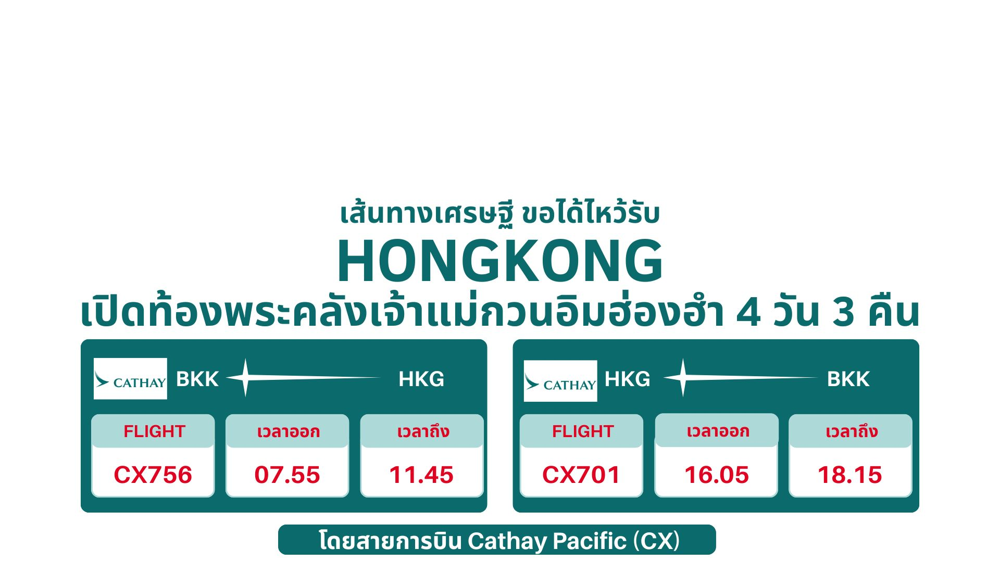 เส้นทางเศรษฐี ขอได้ไหว้รับ
HONGKONG
เปิดท้องพระคลังเจ้าแม่กวนอิมฮ่องฮำ 4 วัน 3 คืน
CATHAY BKK HKG
FLIGHT เวลาออก เวลาถึง
CX756 07.55 11.45
CATHAY HKG BKK
FLIGHT เวลาออก เวลาถึง
CX701 16.05 18.15
โดยสายการบิน Cathay Pacific (CX)